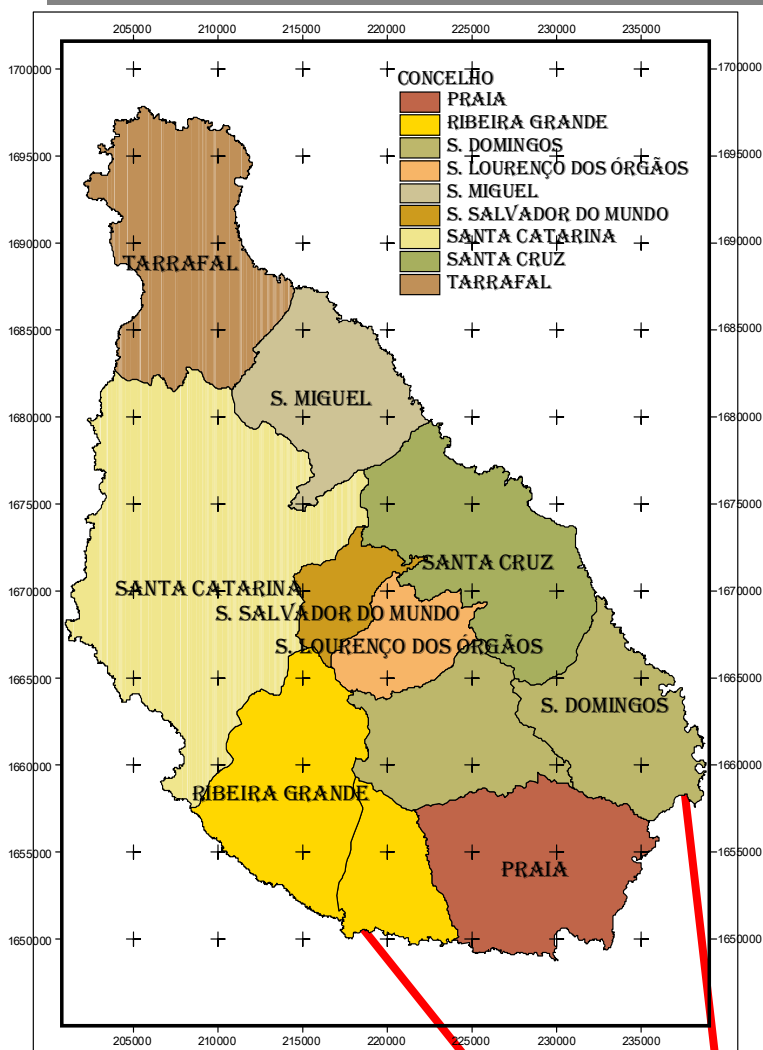 205000 210000 215000 220000 225000 230000 235000
1700000 1700000
CONCELHO
PRAIA
RIBEIRA GRANDE
S. DOMINGOS
S. LOURENÇO DOS ÓRGÃOS
S. MIGUEL
S. SALVADOR DO MUNDO
SANTA CATARINA
SANTA CRUZ
TARRAFAL
1695000 1695000
1690000 1690000
TARRAFAL
1685000 1685000
S. MIGUEL
1680000 1680000
1675000 1675000
SANTA CRUZ
1670000 1670000
SANTA CATARINA
S. SALVADOR DO MUNDO
S. LOURENÇO DOS ÓRGÃOS
1665000 1665000
S. DOMINGOS
1660000 1660000
RIBEIRA GRANDE
1655000 1655000
PRAIA
1650000 1650000
205000 210000 215000 220000 225000 230000 235000